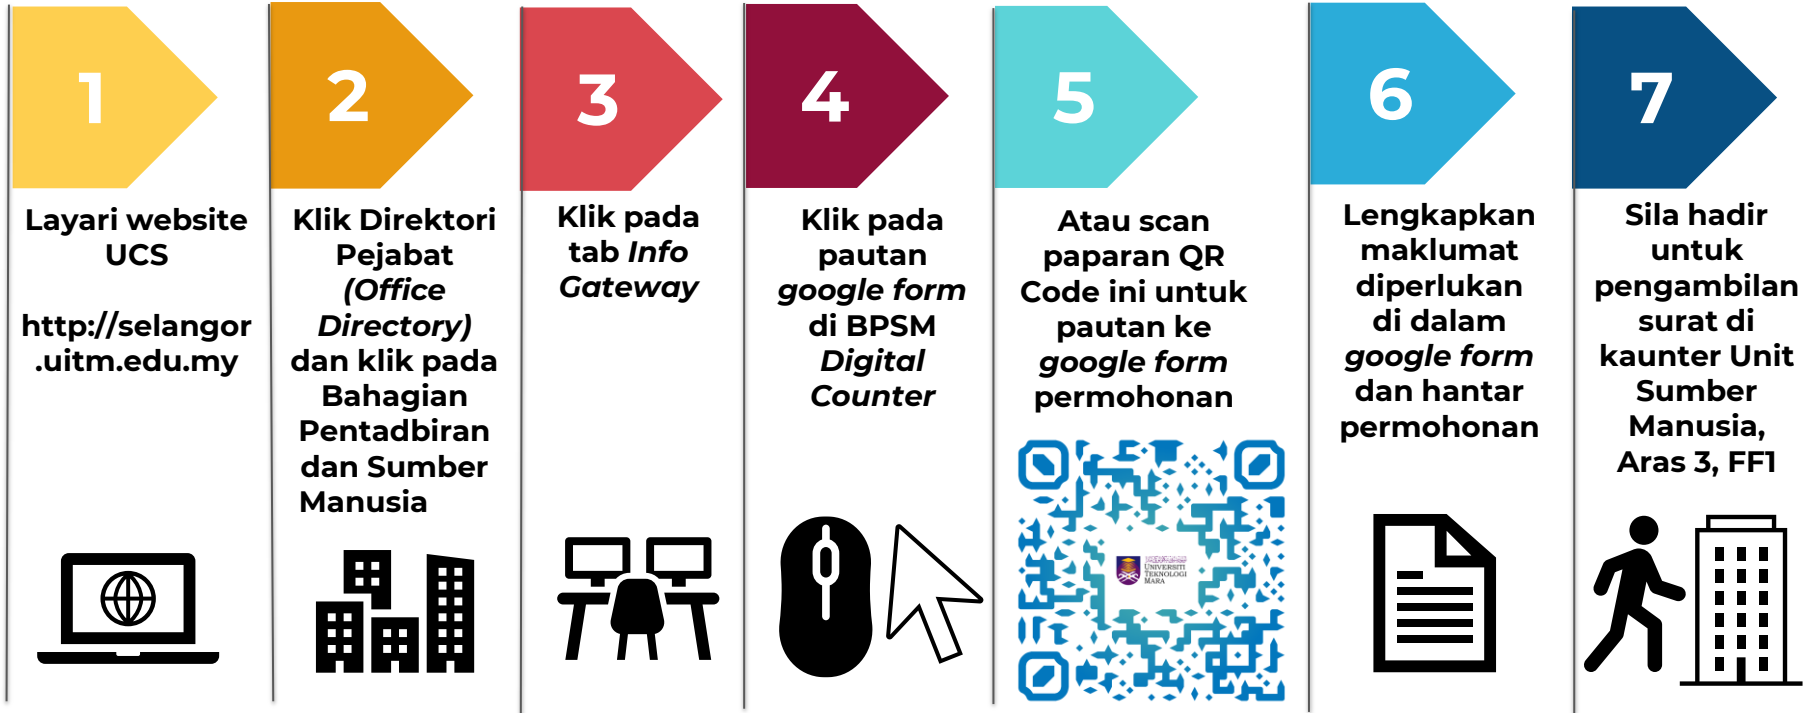 1
Layari website
UCS
http://selangor
.uitm.edu.my
2
Klik Direktori
Pejabat
(Office
Directory)
dan klik pada
Bahagian
Pentadbiran
dan Sumber
Manusia
3
Klik pada
tab Info
Gateway
4
Klik pada
pautan
google form
di BPSM
Digital
Counter
5
Atau scan
paparan QR
Code ini untuk
pautan ke
google form
permohonan
UNIVERSITI
TEKNOLOGI
MARA
6
Lengkapkan
maklumat
diperlukan
di dalam
google form
dan hantar
permohonan
7
Sila hadir
untuk
pengambilan
surat di
kaunter Unit
Sumber
Manusia,
Aras 3, FF1